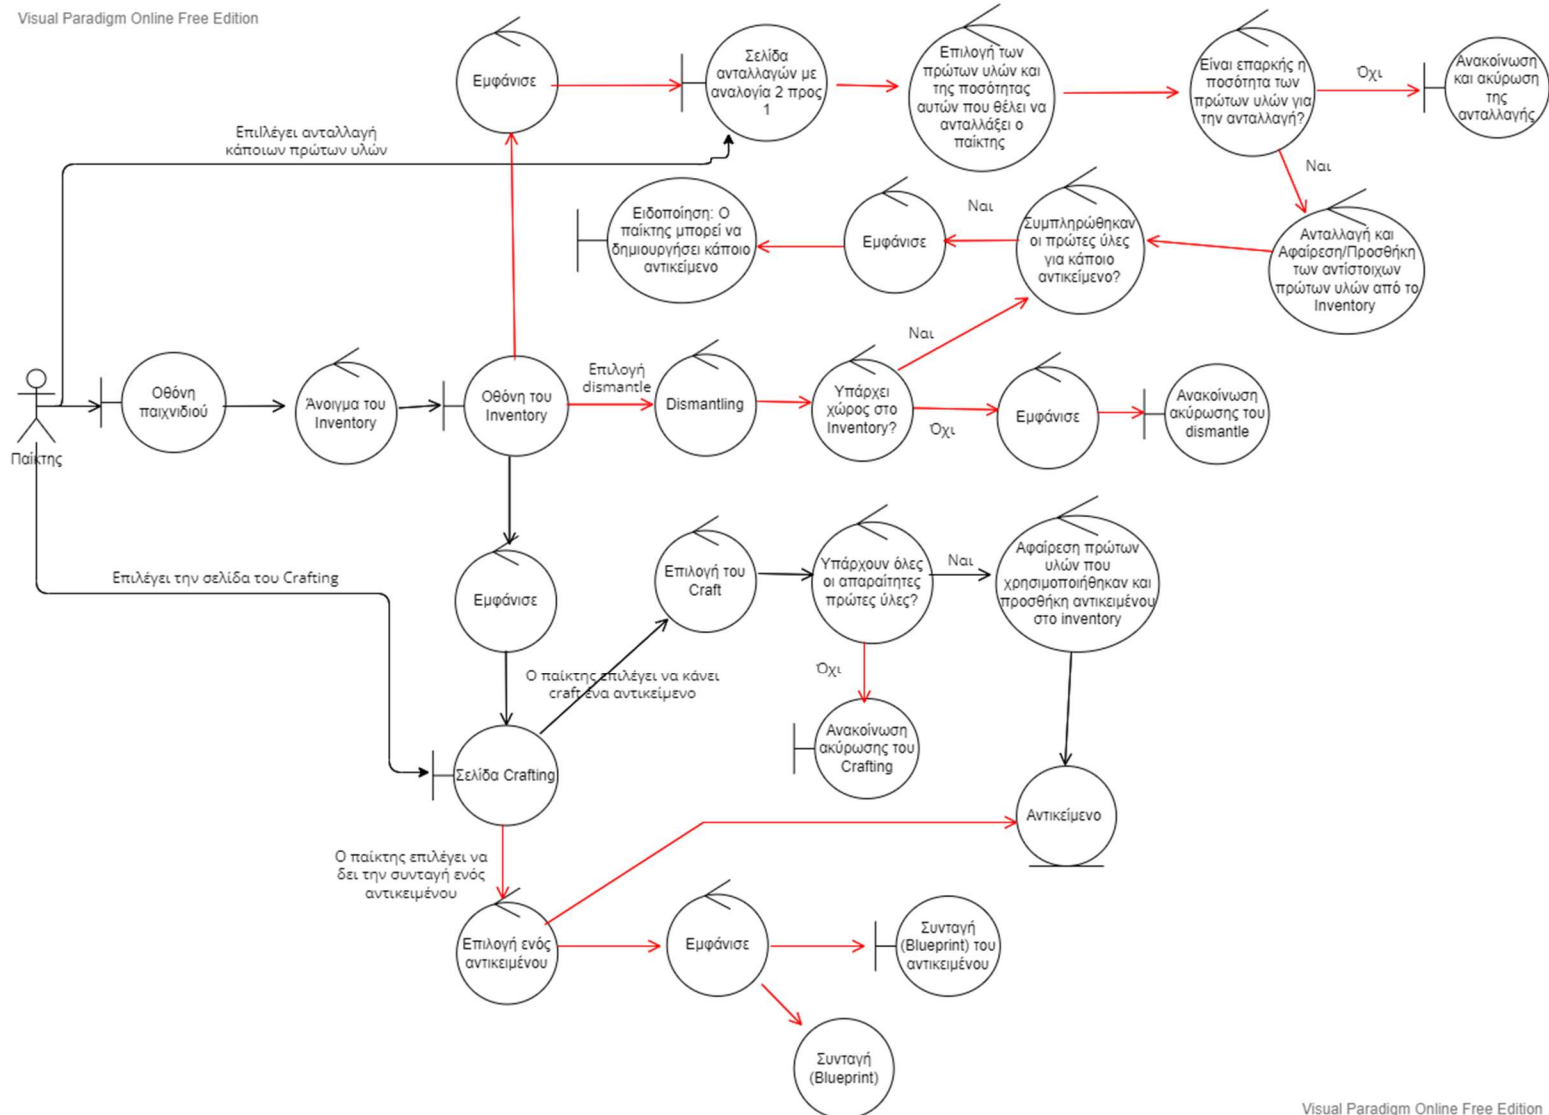 Visual Paradigm Online Free Edition
Εμφάνισε
Σελίδα
ανταλλαγών με
αναλογία 2 προς
1
Επιλογή των
πρώτων υλών και
της ποσότητας
αυτών που θέλει να
ανταλλάξει ο
παίκτης
Είναι επαρκής η
ποσότητα των
πρώτων υλών για
την ανταλλαγή?
Όχι
Ανακοίνωση
και ακύρωση
της
ανταλλαγής
Επιλέγει ανταλλαγή
κάποιων πρώτων υλών
Ναι
Ειδοποίηση: Ο
παίκτης μπορεί να
δημιουργήσει κάποιο
αντικείμενο
Εμφάνισε
Ναι
Συμπληρώθηκαν
οι πρώτες ύλες
για κάποιο
αντικείμενο?
Ανταλλαγή και
Αφαίρεση/Προσθήκη
των αντίστοιχων
πρώτων υλών από το
Inventory
Ναι
Παίκτης
Οθόνη
παιχνιδιού
Άνοιγμα του
Inventory
Οθόνη του
Inventory
Επιλογή
dismantle
Dismantling
Υπάρχει
χώρος στο
Inventory?
Όχι
Εμφάνισε
Ανακοίνωση
ακύρωσης του
dismantle
Επιλέγει την σελίδα του Crafting
Εμφάνισε
Επιλογή του
Craft
Υπάρχουν όλες
οι απαραίτητες
πρώτες ύλες?
Ναι
Αφαίρεση πρώτων
υλών που
χρησιμοποιήθηκαν και
προσθήκη αντικειμένου
στο inventory
Ο παίκτης επιλέγει να κάνει
craft ένα αντικείμενο
Όχι
Ανακοίνωση
ακύρωσης του
Crafting
Σελίδα Crafting
Αντικείμενο
Ο παίκτης επιλέγει να
δει την συνταγή ενός
αντικειμένου
Επιλογή ενός
αντικειμένου
Εμφάνισε
Συνταγή
(Blueprint) του
αντικειμένου
Συνταγή
(Blueprint)
Visual Paradigm Online Free Edition